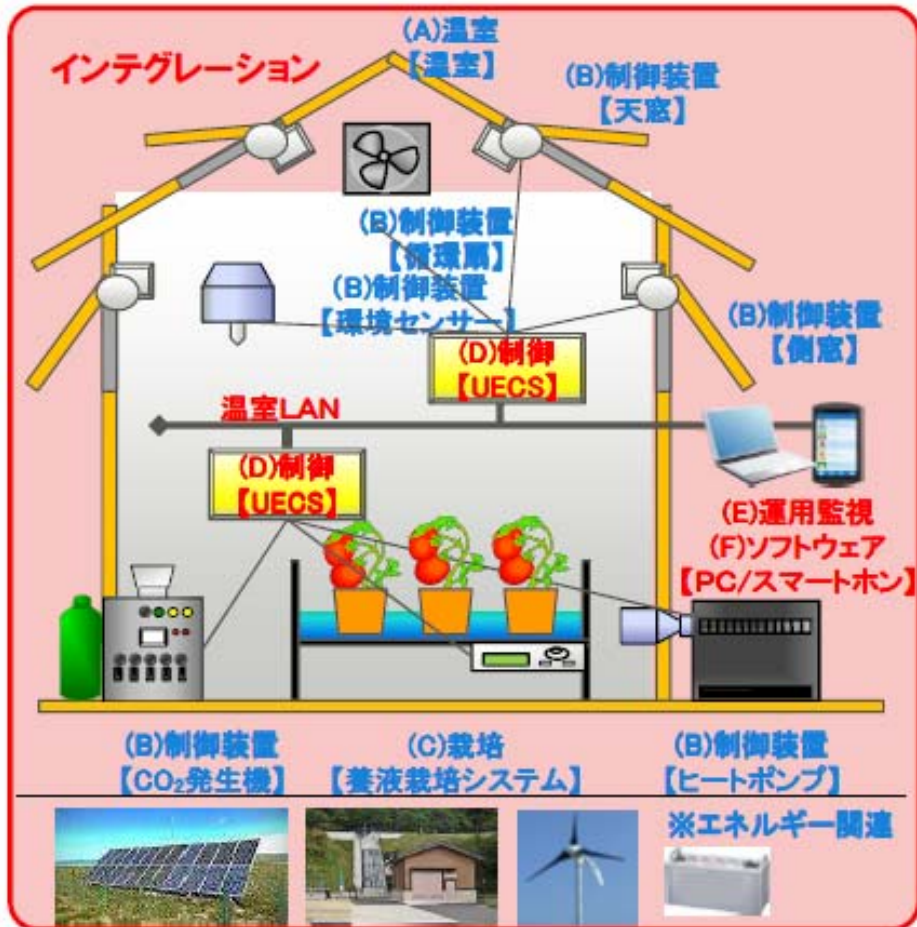 インテグレーション
(A)温室
【温室】
(B)制御装置
【天窓】
(B)制御装置
【循環扇】
(B)制御装置
【環境センサー】
(B)制御装置
【側窓】
(D)制御
【UECS】
温室LAN
(D)制御
【UECS】
(E)運用監視
(F)ソフトウェア
【PC/スマートホン】
(B)制御装置
【CO₂発生機】
(C)栽培
【養液栽培システム】
(B)制御装置
【ヒートポンプ】
※エネルギー関連